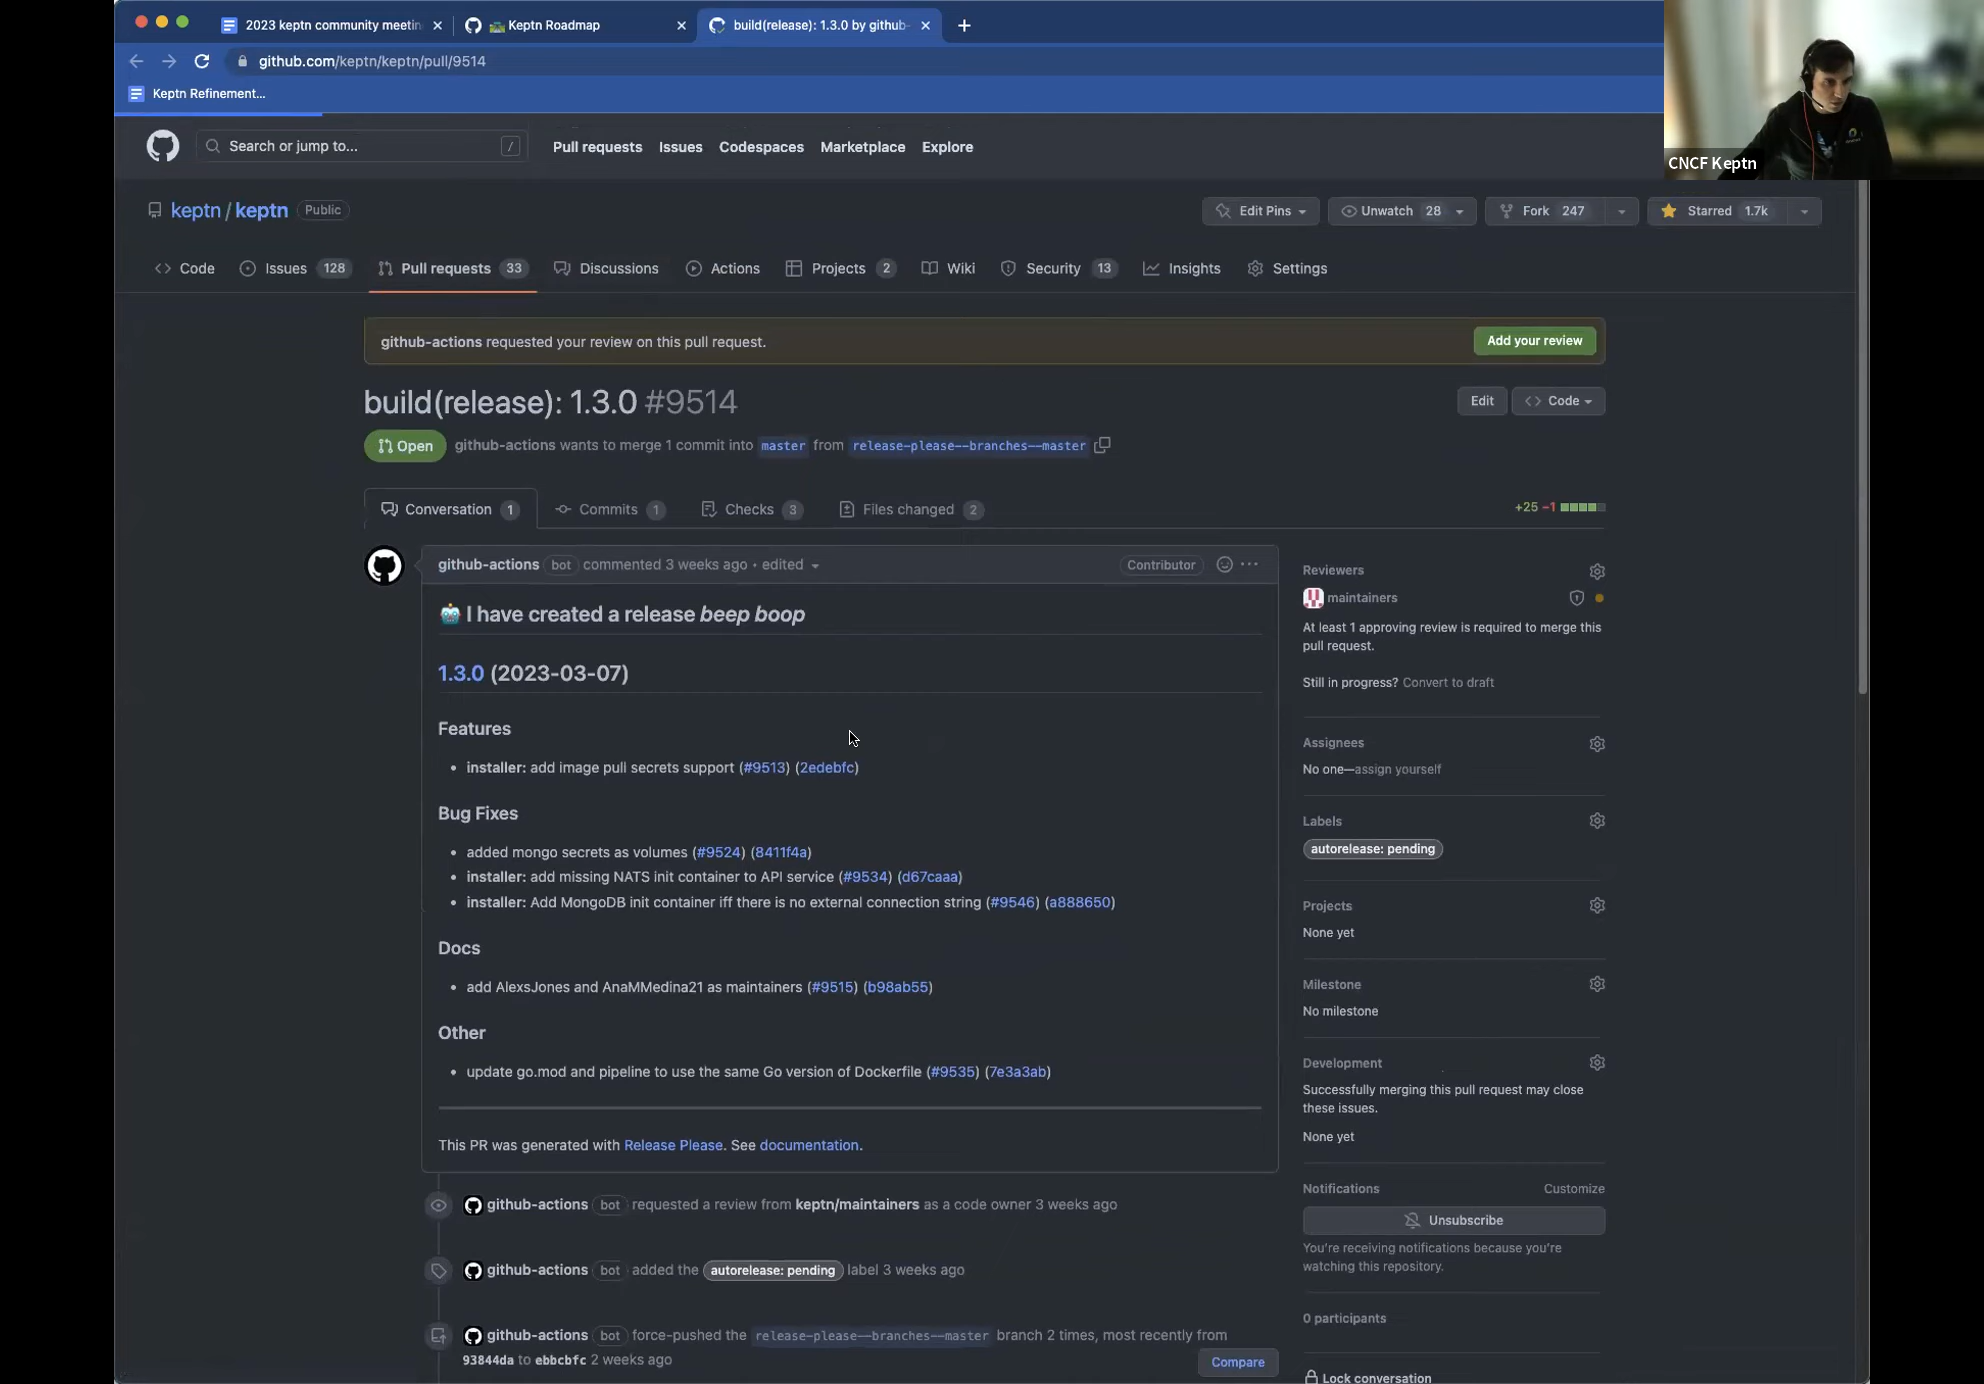 2023 keptn community meetin
Keptn Roadmap
build(release): 1.3.0 by github-
github.com/keptn/keptn/pull/9514
Keptn Refinement...
CNCF Keptn
Search or jump to...
/
Pull requests
Issues
Codespaces
Marketplace
Explore
keptn / keptn
Public
Edit Pins
Unwatch 28
Fork 247
Starred 1.7k
Code
Issues 128
Pull requests 33
Discussions
Actions
Projects 2
Wiki
Security 13
Insights
Settings
github-actions requested your review on this pull request.
Add your review
build(release): 1.3.0 #9514
Edit
Code
Open
github-actions wants to merge 1 commit into master from release-please--branches--master
Conversation 1
Commits 1
Checks 3
Files changed 2
+25 −1
github-actions bot commented 3 weeks ago • edited
Contributor
I have created a release beep boop
1.3.0 (2023-03-07)
Features
• installer: add image pull secrets support (#9513) (2edebfc)
Bug Fixes
• added mongo secrets as volumes (#9524) (8411f4a)
• installer: add missing NATS init container to API service (#9534) (d67caaa)
• installer: Add MongoDB init container iff there is no external connection string (#9546) (a888650)
Docs
• add AlexsJones and AnaMMedina21 as maintainers (#9515) (b98ab55)
Other
• update go.mod and pipeline to use the same Go version of Dockerfile (#9535) (7e3a3ab)
This PR was generated with Release Please. See documentation.
github-actions bot requested a review from keptn/maintainers as a code owner 3 weeks ago
github-actions bot added the autorelease: pending label 3 weeks ago
github-actions bot force-pushed the release-please--branches--master branch 2 times, most recently from
93844da to ebbcbfc 2 weeks ago
Compare
Reviewers
maintainers
At least 1 approving review is required to merge this
pull request.
Still in progress? Convert to draft
Assignees
No one—assign yourself
Labels
autorelease: pending
Projects
None yet
Milestone
No milestone
Development
Successfully merging this pull request may close
these issues.
None yet
Notifications
Customize
Unsubscribe
You're receiving notifications because you're
watching this repository.
0 participants
Lock conversation